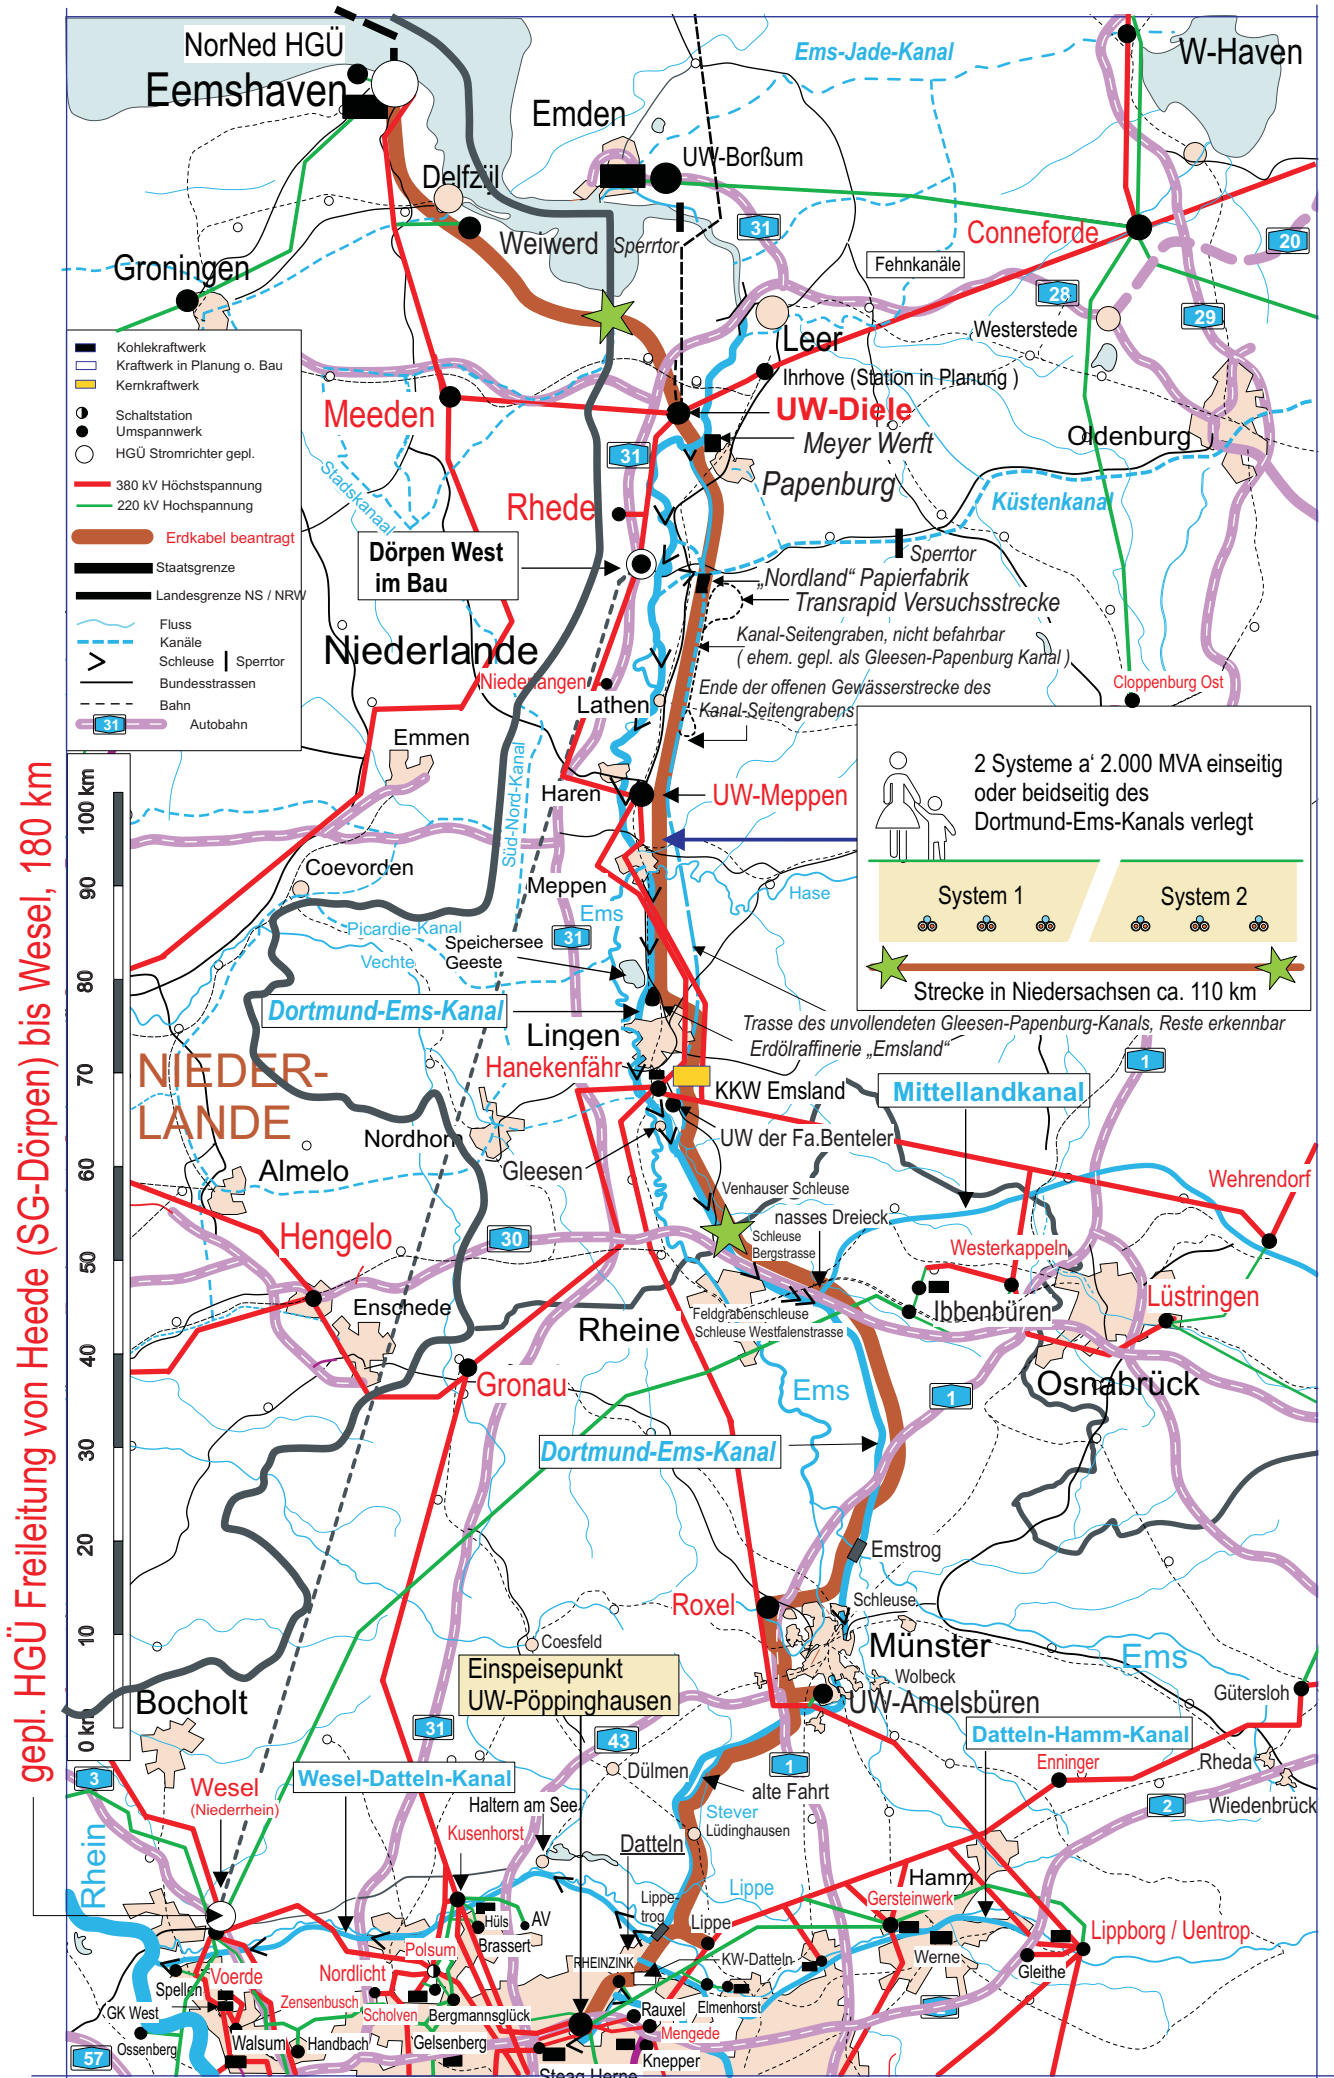 NorNed HGÜ
Eemshaven
Emden
Ems-Jade-Kanal
W-Haven
UW-Borßum
Delfzijl
Weiwerd
Sperrtor
31
Conneforde
20
Groningen
Fehnkanäle
28
29
Westerstede
Leer
Ihrhove (Station in Planung )
Kohlekraftwerk
Kraftwerk in Planung o. Bau
Kernkraftwerk
Schaltstation
Umspannwerk
HGÜ Stromrichter gepl.
380 kV Höchstspannung
220 kV Hochspannung
Erdkabel beantragt
Staatsgrenze
Landesgrenze NS / NRW
Fluss
Kanäle
Schleuse
Sperrtor
Bundesstrassen
Bahn
31
Autobahn
Meeden
UW-Diele
Meyer Werft
Oldenburg
31
Stadskanaal
Papenburg
Küstenkanal
Rhede
Dörpen West
im Bau
Sperrtor
„Nordland" Papierfabrik
Transrapid Versuchsstrecke
Kanal-Seitengraben, nicht befahrbar
( ehem. gepl. als Gleesen-Papenburg Kanal )
Niederlande
Niederlangen
Lathen
Ende der offenen Gewässerstrecke des
Kanal-Seitengrabens
Cloppenburg Ost
Emmen
Süd-Nord-Kanal
Haren
UW-Meppen
2 Systeme a' 2.000 MVA einseitig
oder beidseitig des
Dortmund-Ems-Kanals verlegt
System 1
System 2
Strecke in Niedersachsen ca. 110 km
gepl. HGÜ Freileitung von Heede (SG-Dörpen) bis Wesel, 180 km
100 km
90
80
70
60
50
40
30
20
10
0 km
Coevorden
Meppen
Hase
Ems
Picardie-Kanal
Vechte
Speichersee
Geeste
31
Dortmund-Ems-Kanal
Lingen
Trasse des unvollendeten Gleesen-Papenburg-Kanals, Reste erkennbar
Erdölraffinerie „Emsland"
NIEDER-
LANDE
Hanekenfähr
KKW Emsland
Mittellandkanal
1
Nordhorn
UW der Fa.Benteler
Almelo
Gleesen
Venhauser Schleuse
Wehrendorf
Hengelo
30
nasses Dreieck
Schleuse
Bergstrasse
Westerkappeln
Enschede
Feldgrabenschleuse
Schleuse Westfalenstrasse
Ibbenbüren
Lüstringen
Rheine
Gronau
Ems
1
Osnabrück
Dortmund-Ems-Kanal
Emstrog
Roxel
Schleuse
Coesfeld
Münster
Ems
Einspeisepunkt
UW-Pöppinghausen
Wolbeck
Gütersloh
Bocholt
UW-Amelsbüren
31
43
Datteln-Hamm-Kanal
3
Wesel
(Niederrhein)
Wesel-Datteln-Kanal
Dülmen
1
alte Fahrt
Enninger
Rheda
2
Wiedenbrück
Haltern am See
Kusenhorst
Stever
Lüdinghausen
Datteln
Rhein
Lippe
Hamm
Gersteinwerk
Lippe-
trog
Hüls
AV
Brassert
Lippe
Werne
Lippborg / Uentrop
Polsum
RHEINZINK
KW-Datteln
Gleithe
Voerde
Nordlicht
Spellen
Zensenbusch
Scholven
Bergmannsglück
Rauxel
Elmenhorst
GK West
Ossenberg
Walsum
Handbach
Gelsenberg
Mengede
Knepper
57
Steag Herne